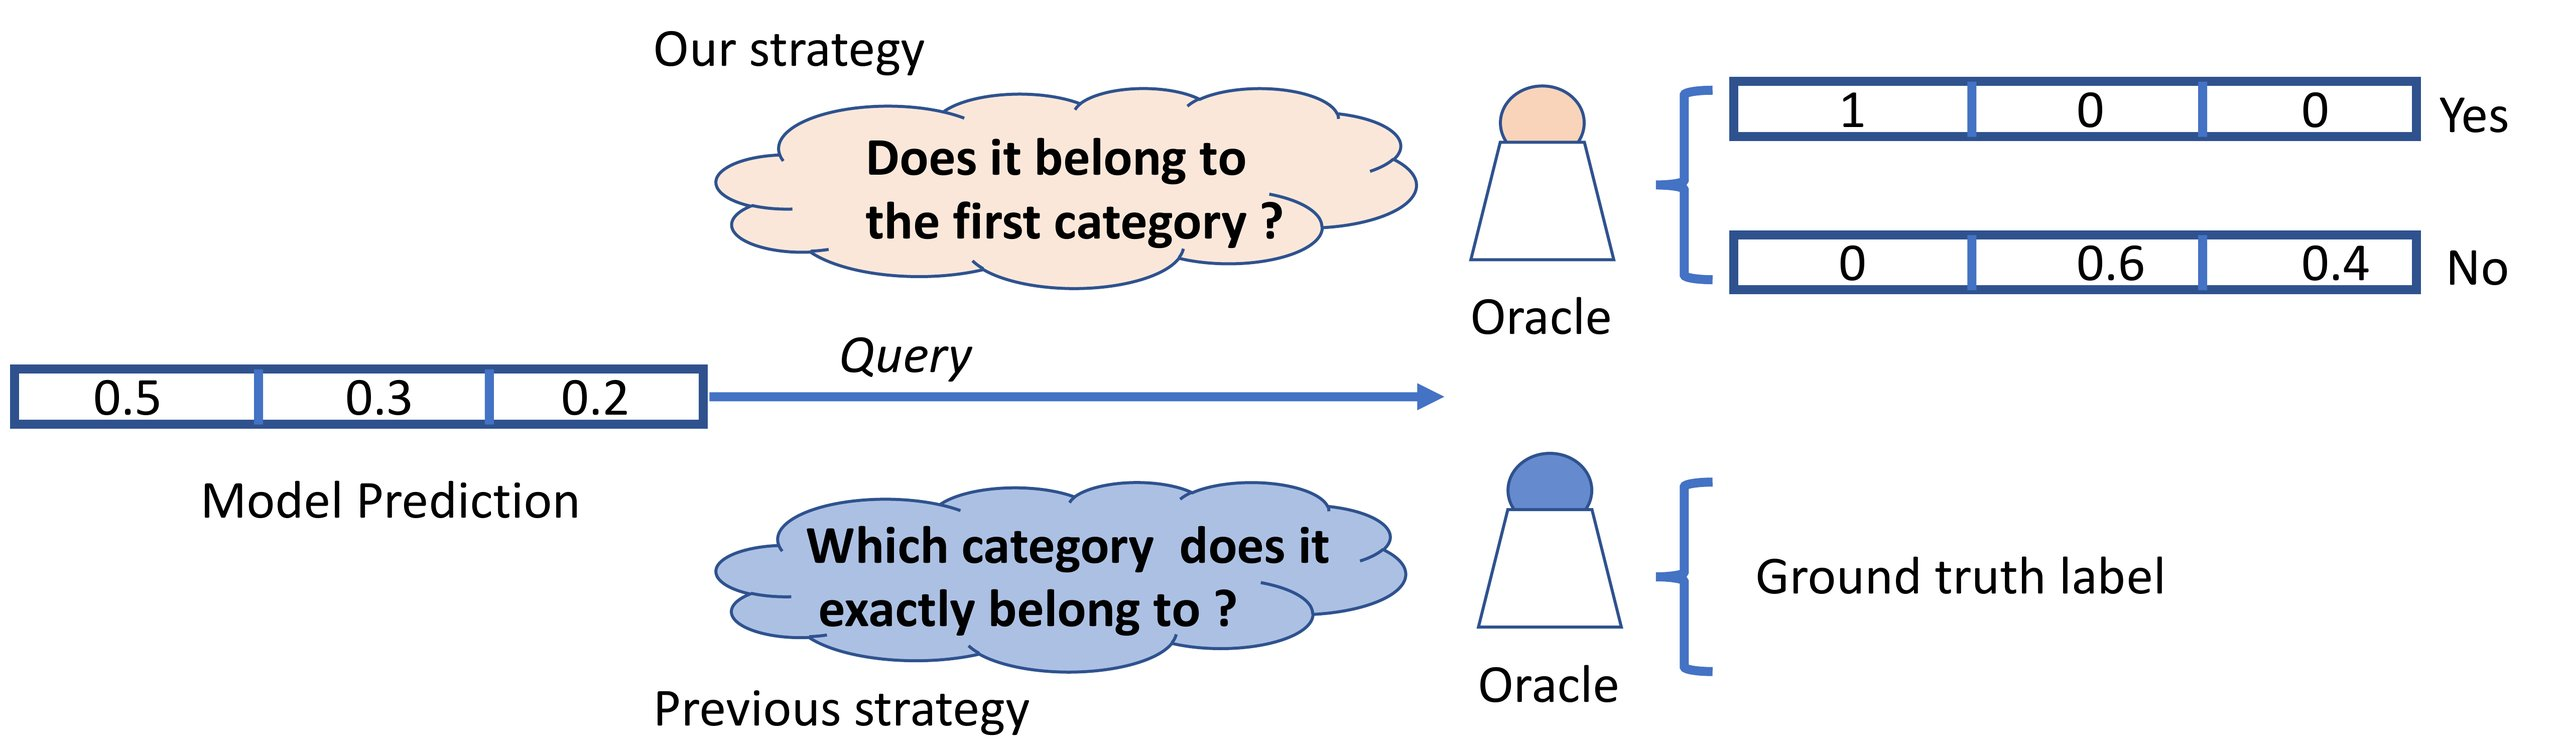 Our strategy
Does it belong to
the first category ?
Oracle
1 0 0 Yes
0 0.6 0.4 No
0.5 0.3 0.2
Model Prediction
Query
Which category does it
exactly belong to ?
Previous strategy
Oracle
Ground truth label